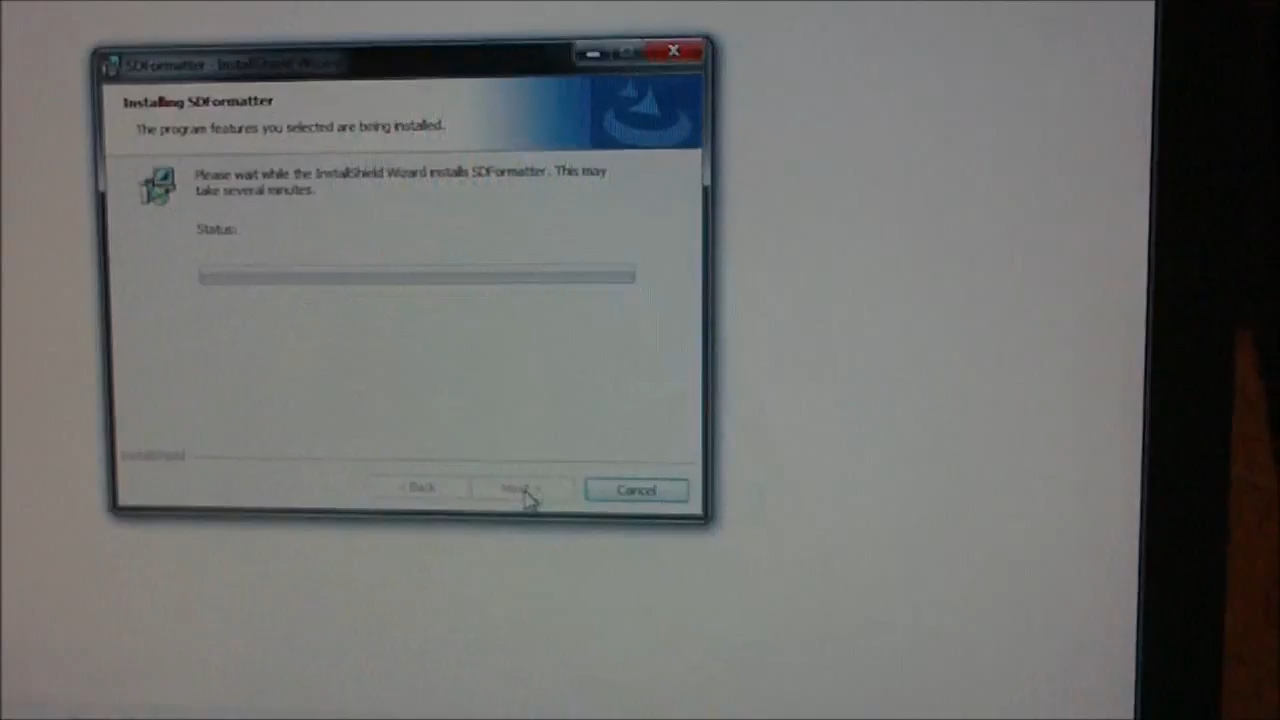 SDFormatter - InstallShield Wizard
Installing SDFormatter
The program features you selected are being installed.
Please wait while the InstallShield Wizard installs SDFormatter. This may
take several minutes.
Status:
InstallShield
< Back
Next >
Cancel